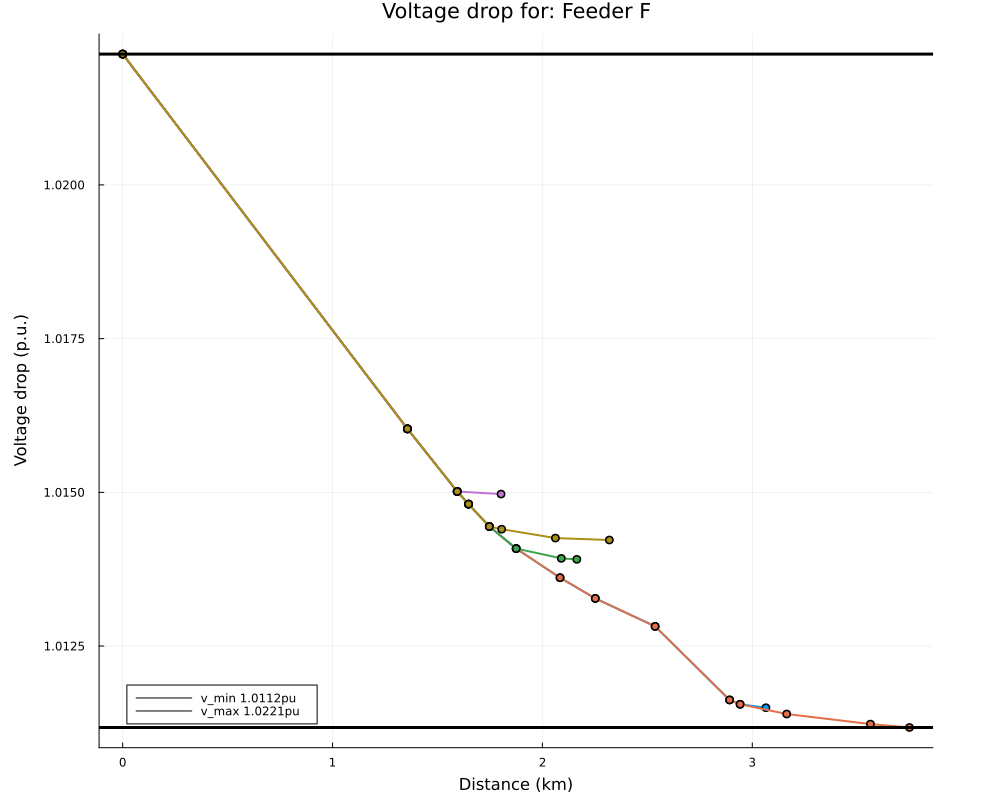 Voltage drop for: Feeder F
Voltage drop (p.u.)
1.0200
1.0175
1.0150
1.0125
v_min 1.0112pu
v_max 1.0221pu
0 1 2 3
Distance (km)